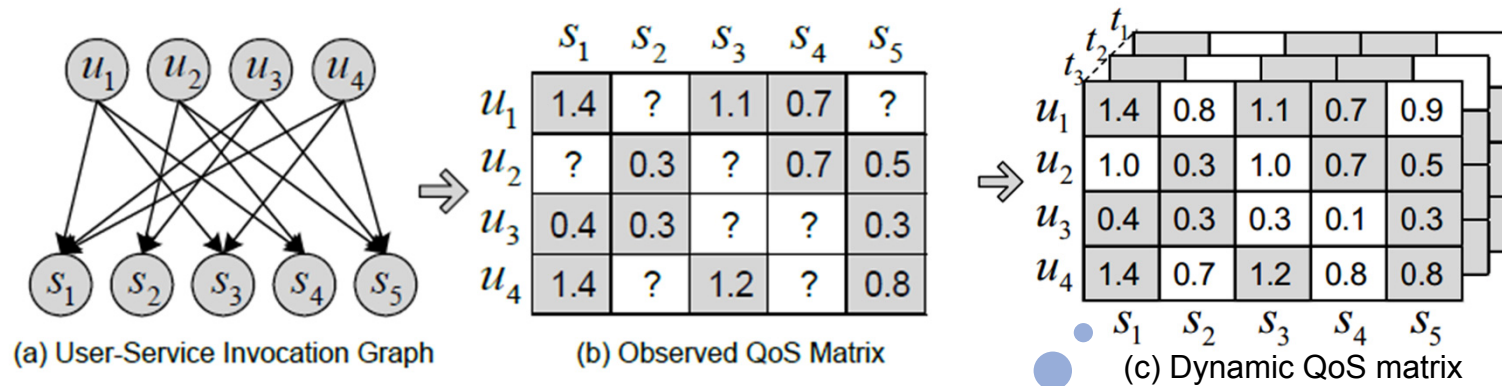 u1 u2 u3 u4
s1 s2 s3 s4 s5
(a) User-Service Invocation Graph
s1 s2 s3 s4 s5
u1 1.4 ? 1.1 0.7 ?
u2 ? 0.3 ? 0.7 0.5
u3 0.4 0.3 ? ? 0.3
u4 1.4 ? 1.2 ? 0.8
(b) Observed QoS Matrix
t1
t2
t3
u1 1.4 0.8 1.1 0.7 0.9
u2 1.0 0.3 1.0 0.7 0.5
u3 0.4 0.3 0.3 0.1 0.3
u4 1.4 0.7 1.2 0.8 0.8
s1 s2 s3 s4 s5
(c) Dynamic QoS matrix